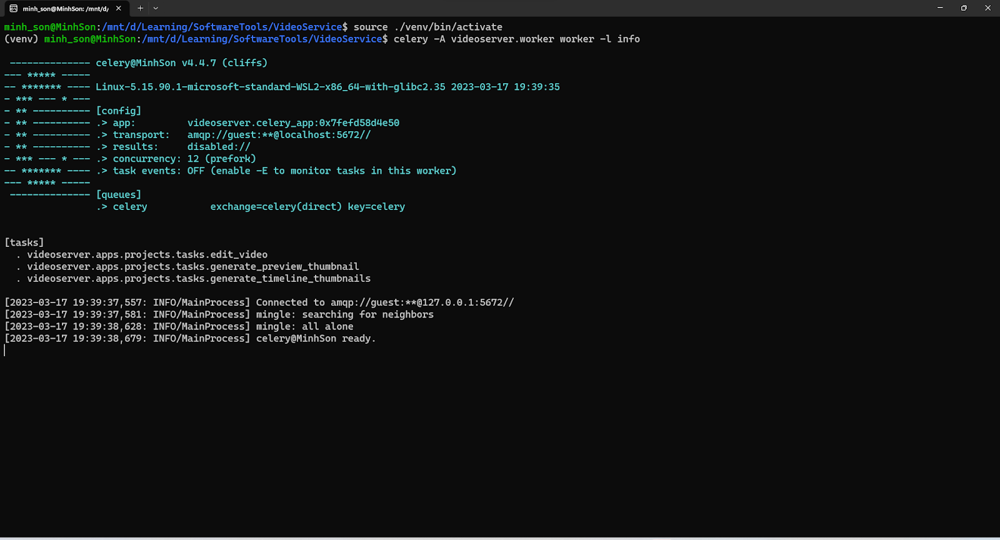 minh_son@MinhSon: /mnt/d/
minh_son@MinhSon:/mnt/d/Learning/SoftwareTools/VideoService$ source ./venv/bin/activate
(venv) minh_son@MinhSon:/mnt/d/Learning/SoftwareTools/VideoService$ celery -A videoserver.worker worker -l info
-------------- celery@MinhSon v4.4.7 (cliffs)
--- ***** -----
-- ******* ---- Linux-5.15.90.1-microsoft-standard-WSL2-x86_64-with-glibc2.35 2023-03-17 19:39:35
- *** --- * ---
- ** ---------- [config]
- ** ---------- .> app:         videoserver.celery_app:0x7fefd58d4e50
- ** ---------- .> transport:   amqp://guest:**@localhost:5672//
- ** ---------- .> results:     disabled://
- *** --- * --- .> concurrency: 12 (prefork)
-- ******* ---- .> task events: OFF (enable -E to monitor tasks in this worker)
--- ***** -----
-------------- [queues]
.> celery           exchange=celery(direct) key=celery
[tasks]
. videoserver.apps.projects.tasks.edit_video
. videoserver.apps.projects.tasks.generate_preview_thumbnail
. videoserver.apps.projects.tasks.generate_timeline_thumbnails
[2023-03-17 19:39:37,557: INFO/MainProcess] Connected to amqp://guest:**@127.0.0.1:5672//
[2023-03-17 19:39:37,581: INFO/MainProcess] mingle: searching for neighbors
[2023-03-17 19:39:38,628: INFO/MainProcess] mingle: all alone
[2023-03-17 19:39:38,679: INFO/MainProcess] celery@MinhSon ready.